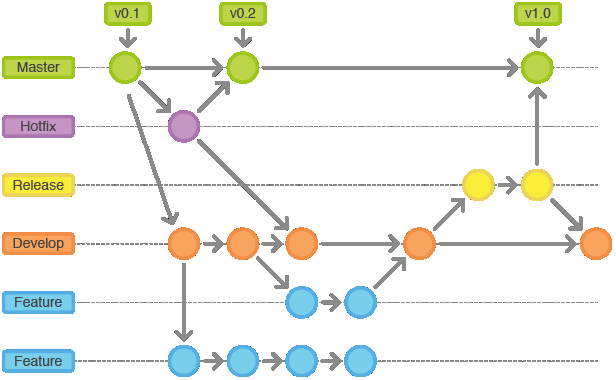 v0.1
v0.2
v1.0
Master
Hotfix
Release
Develop
Feature
Feature